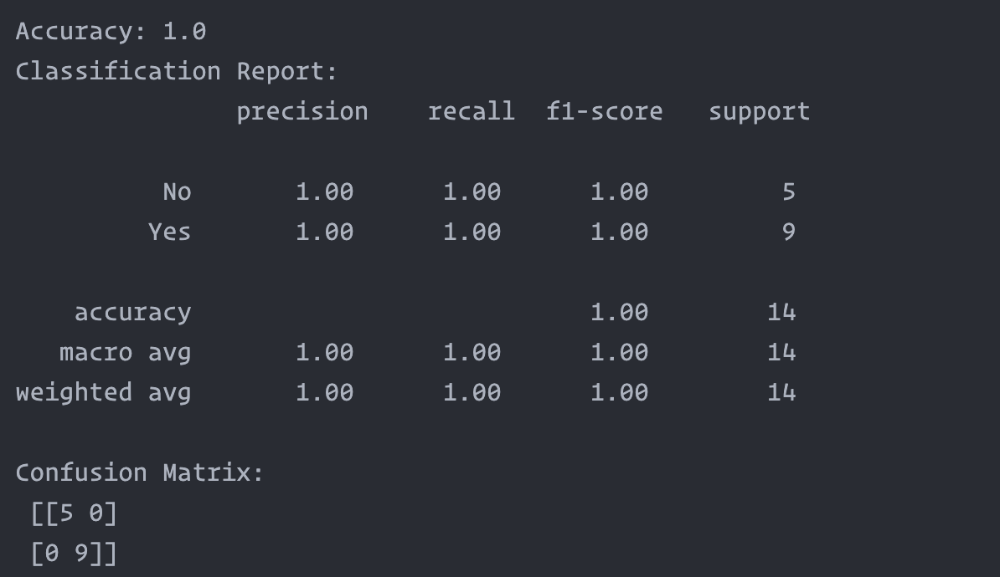 Accuracy: 1.0
Classification Report:
precision recall f1-score support
No 1.00 1.00 1.00 5
Yes 1.00 1.00 1.00 9
accuracy 1.00 14
macro avg 1.00 1.00 1.00 14
weighted avg 1.00 1.00 1.00 14
Confusion Matrix:
[[5 0]
[0 9]]